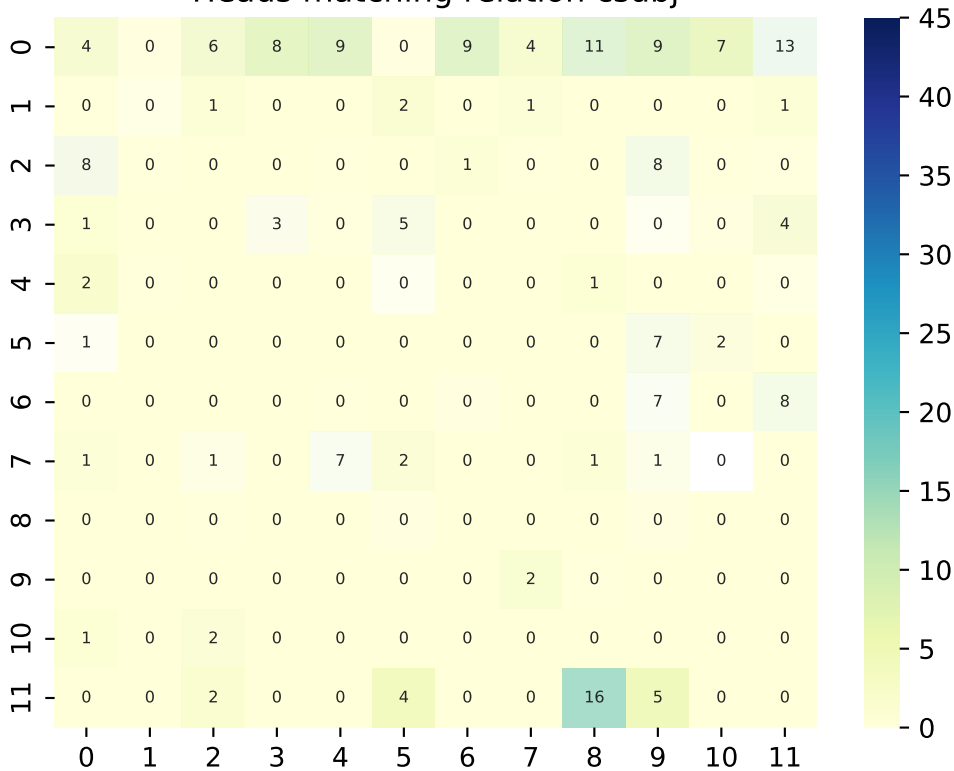 Heads matching relation csubj
0 4 0 6 8 9 0 9 4 11 9 7 13
1 0 0 1 0 0 2 0 1 0 0 0 1
2 8 0 0 0 0 0 1 0 0 8 0 0
3 1 0 0 3 0 5 0 0 0 0 0 4
4 2 0 0 0 0 0 0 0 1 0 0 0
5 1 0 0 0 0 0 0 0 0 7 2 0
6 0 0 0 0 0 0 0 0 0 7 0 8
7 1 0 1 0 7 2 0 0 1 1 0 0
8 0 0 0 0 0 0 0 0 0 0 0 0
9 0 0 0 0 0 0 0 2 0 0 0 0
10 1 0 2 0 0 0 0 0 0 0 0 0
11 0 0 2 0 0 4 0 0 16 5 0 0
0 1 2 3 4 5 6 7 8 9 10 11
45
40
35
30
25
20
15
10
5
0